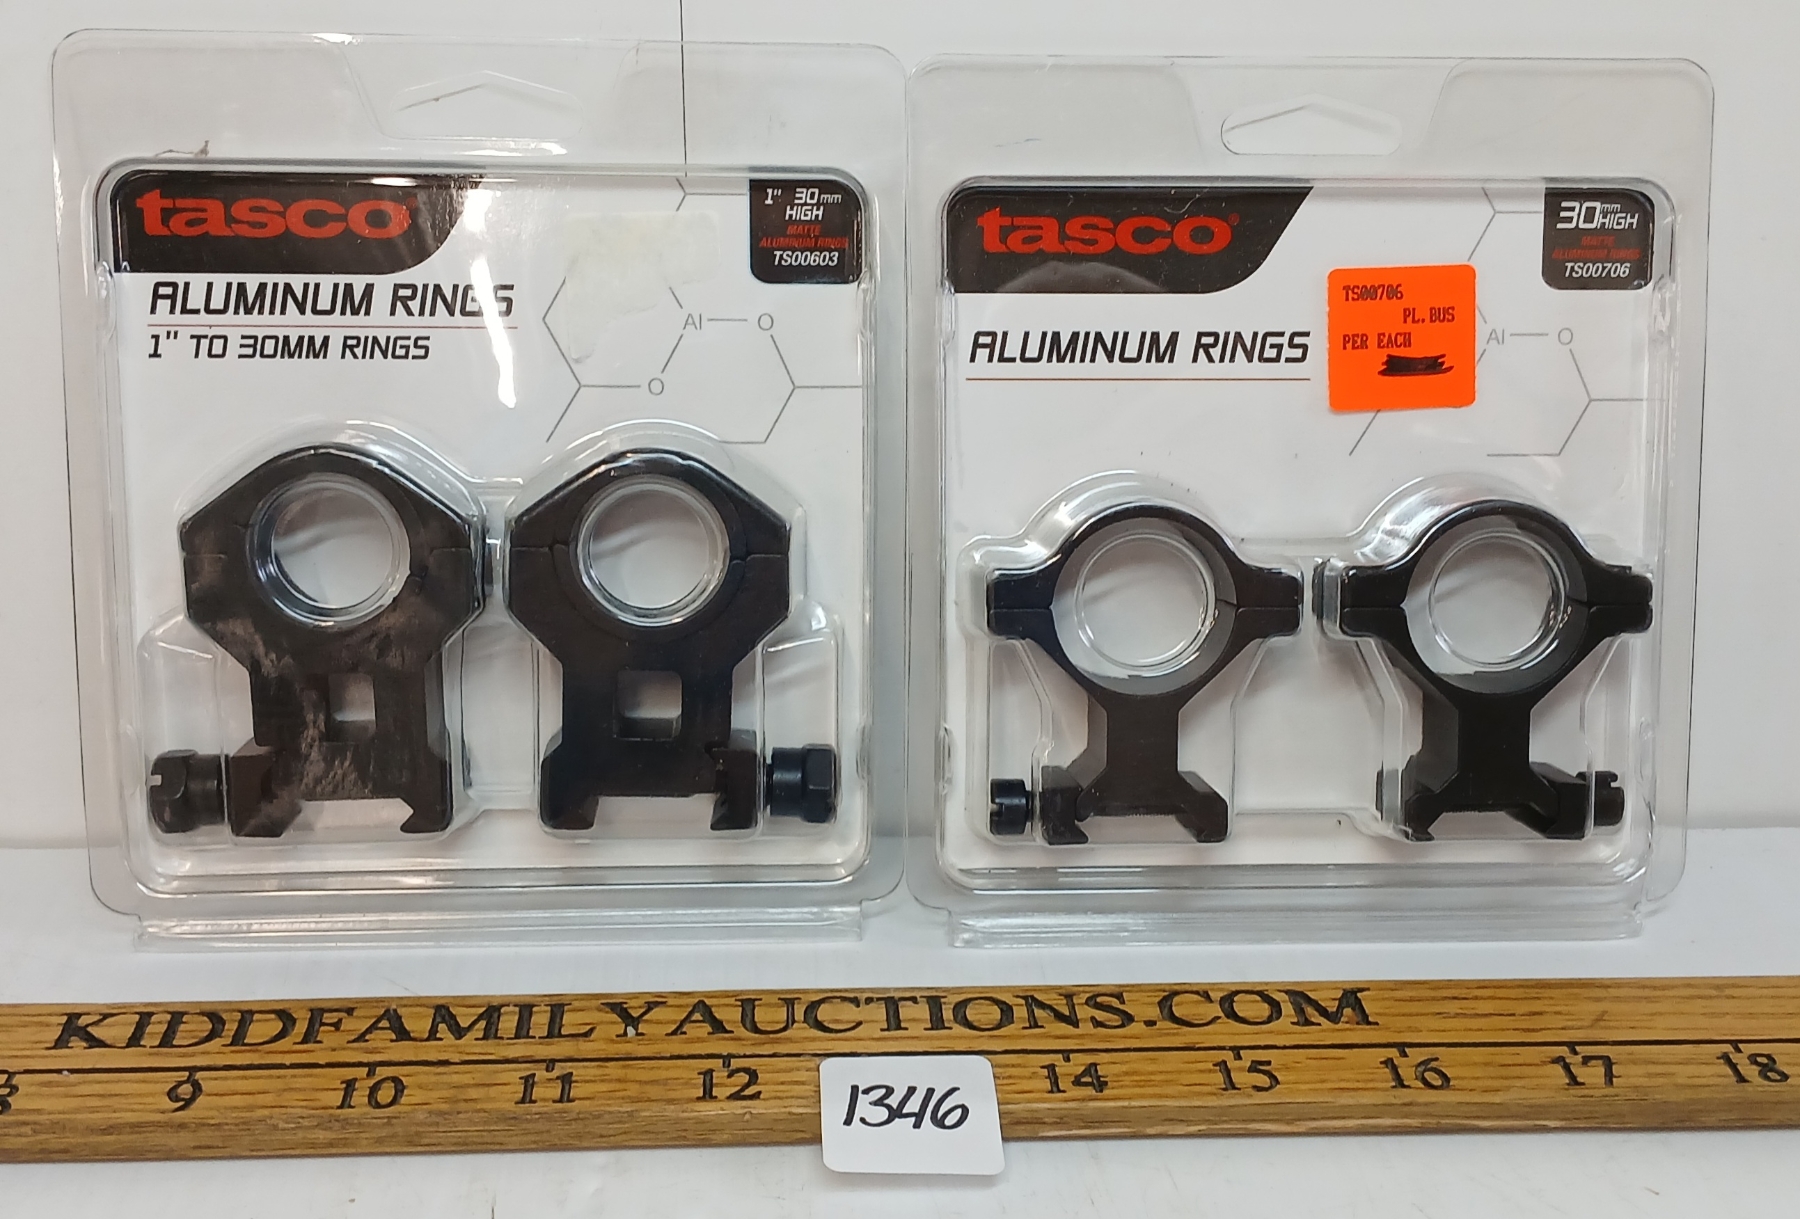 tasco®
1" 30mm
HIGH
MATTE
ALUMINUM RINGS
TS00603
ALUMINUM RINGS
1" TO 30MM RINGS
Al
O
O
tasco®
30mm
HIGH
MATTE
ALUMINUM RINGS
TS00706
ALUMINUM RINGS
TS00706
PL.BUS
PER EACH
Al
O
KIDDFAMILYAUCTIONS.COM
8 9 10 11 12 14 15 16 17 18
1346